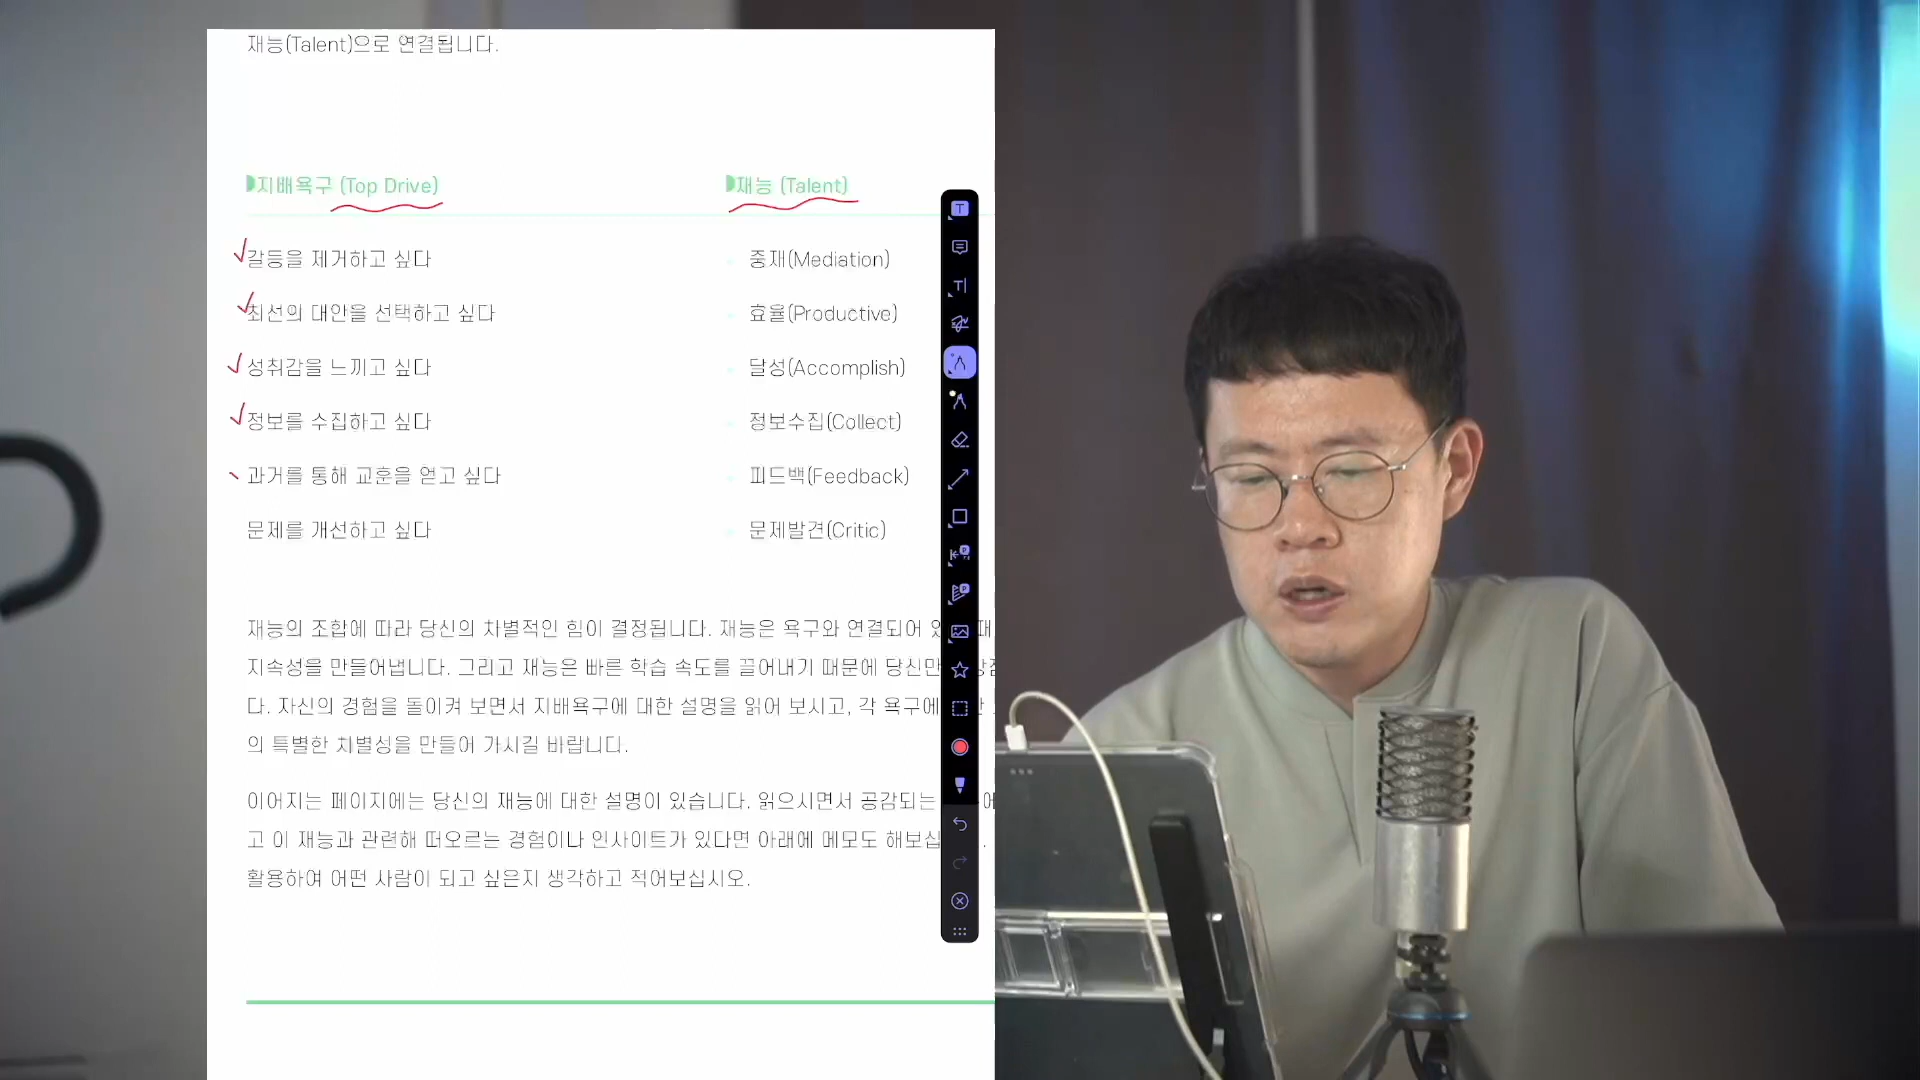 재능(Talent)으로 연결됩니다.
지배욕구 (Top Drive)
재능 (Talent)
갈등을 제거하고 싶다
중재(Mediation)
최선의 대안을 선택하고 싶다
효율(Productive)
성취감을 느끼고 싶다
달성(Accomplish)
정보를 수집하고 싶다
정보수집(Collect)
과거를 통해 교훈을 얻고 싶다
피드백(Feedback)
문제를 개선하고 싶다
문제발견(Critic)
재능의 조합에 따라 당신의 차별적인 힘이 결정됩니다. 재능은 욕구와 연결되어
지속성을 만들어냅니다. 그리고 재능은 빠른 학습 속도를 끌어내기 때문에 당신만
다. 자신의 경험을 돌이켜 보면서 지배욕구에 대한 설명을 읽어 보시고, 각 욕구에
의 특별한 차별성을 만들어 가시길 바랍니다.
이어지는 페이지에는 당신의 재능에 대한 설명이 있습니다. 읽으시면서 공감되는
고 이 재능과 관련해 떠오르는 경험이나 인사이트가 있다면 아래에 메모도 해보십
활용하여 어떤 사람이 되고 싶은지 생각하고 적어보십시오.